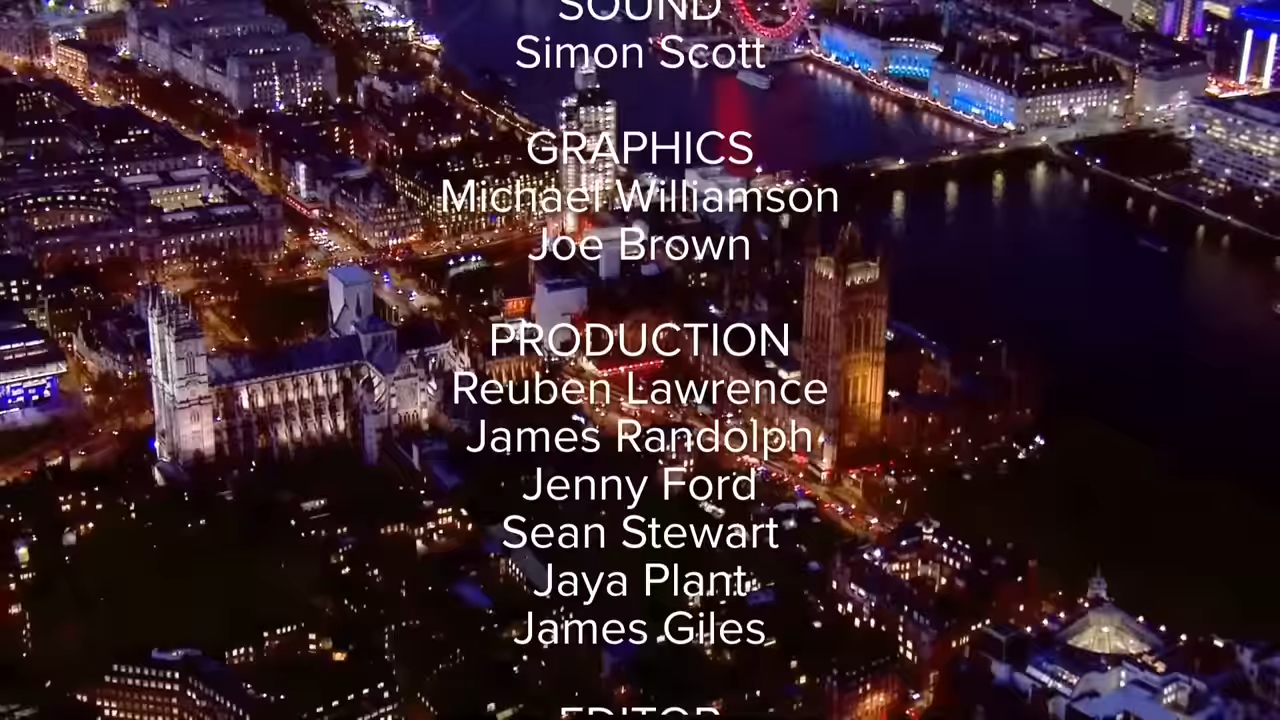 SOUND
Simon Scott
GRAPHICS
Michael Williamson
Joe Brown
PRODUCTION
Reuben Lawrence
James Randolph
Jenny Ford
Sean Stewart
Jaya Plant
James Giles
EDITOR